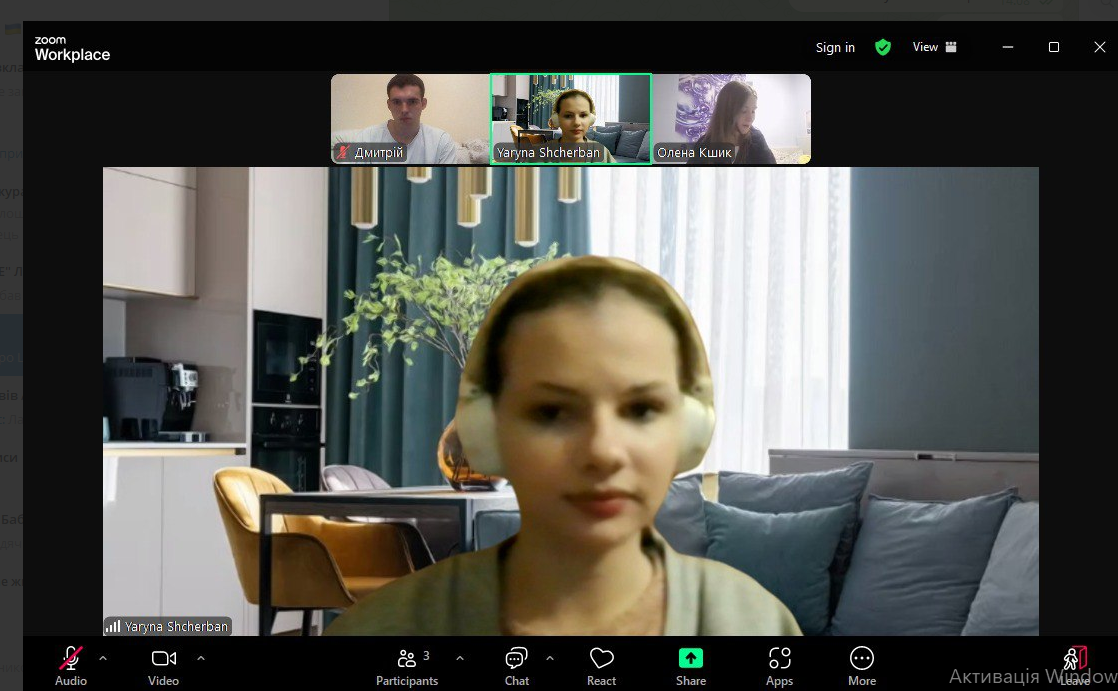 zoom
Workplace
Sign in
View
Дмитрій
Yaryna Shcherban
Олена Кшик
Yaryna Shcherban
3
Audio
Video
Participants
Chat
React
Share
Apps
More
Leave
Активація Window